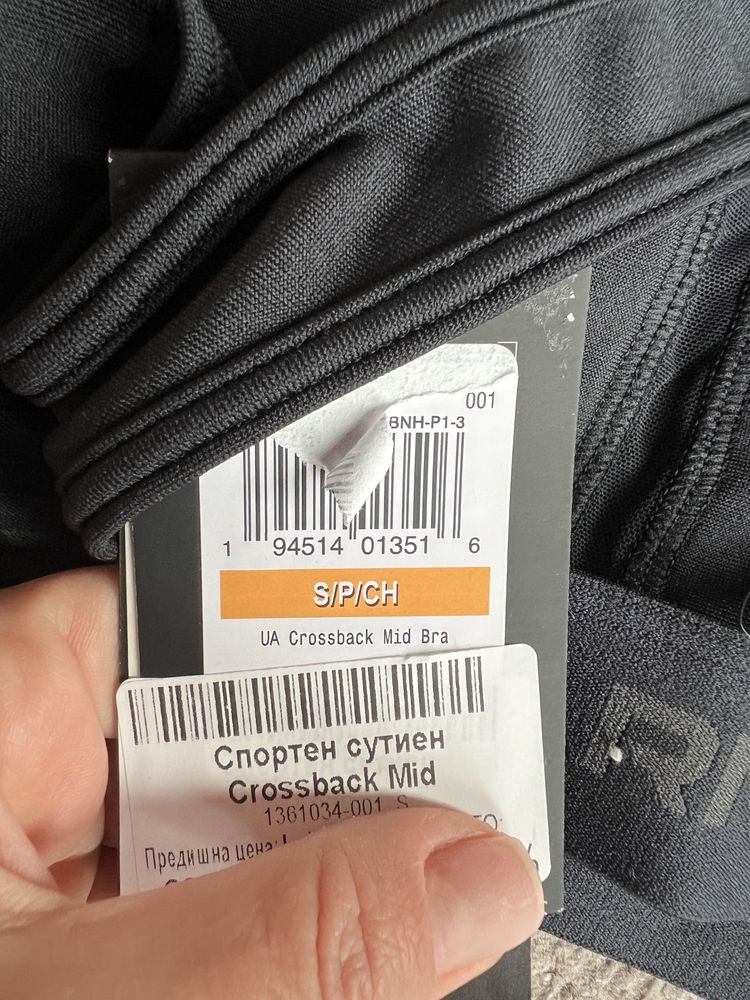 001
BNH-P1-3
1 94514 01351 6
S/P/CH
UA Crossback Mid Bra
Спортен сутиен
Crossback Mid
1361034-001 S
Предишна цена: